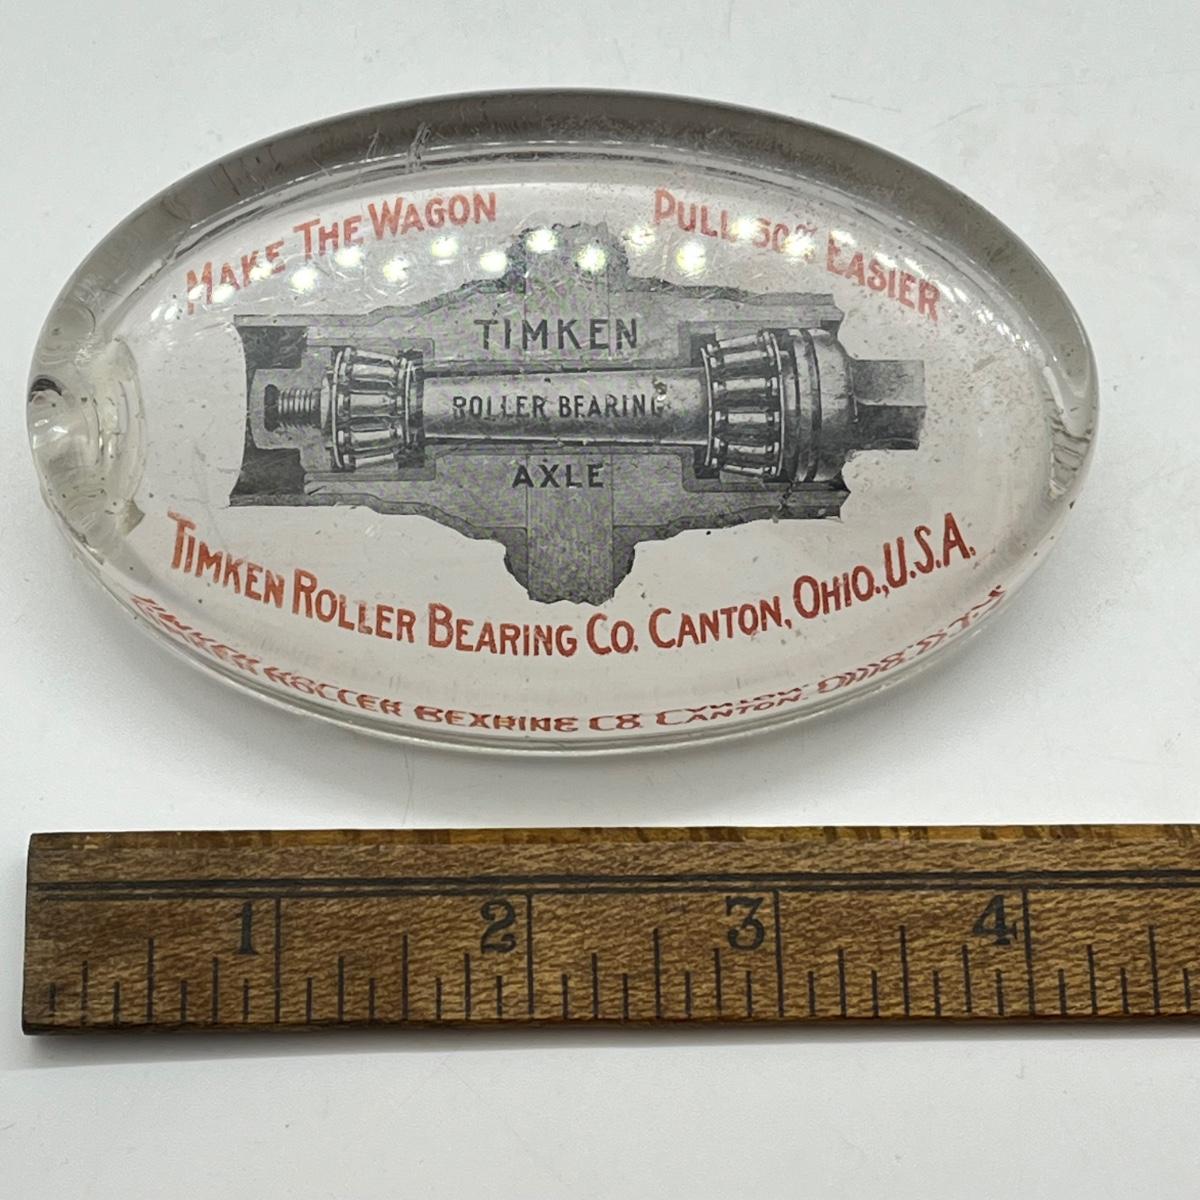 MAKE THE WAGON PULL 50% EASIER
TIMKEN
ROLLER BEARING
AXLE
TIMKEN ROLLER BEARING CO. CANTON, OHIO., U.S.A.
1 2 3 4